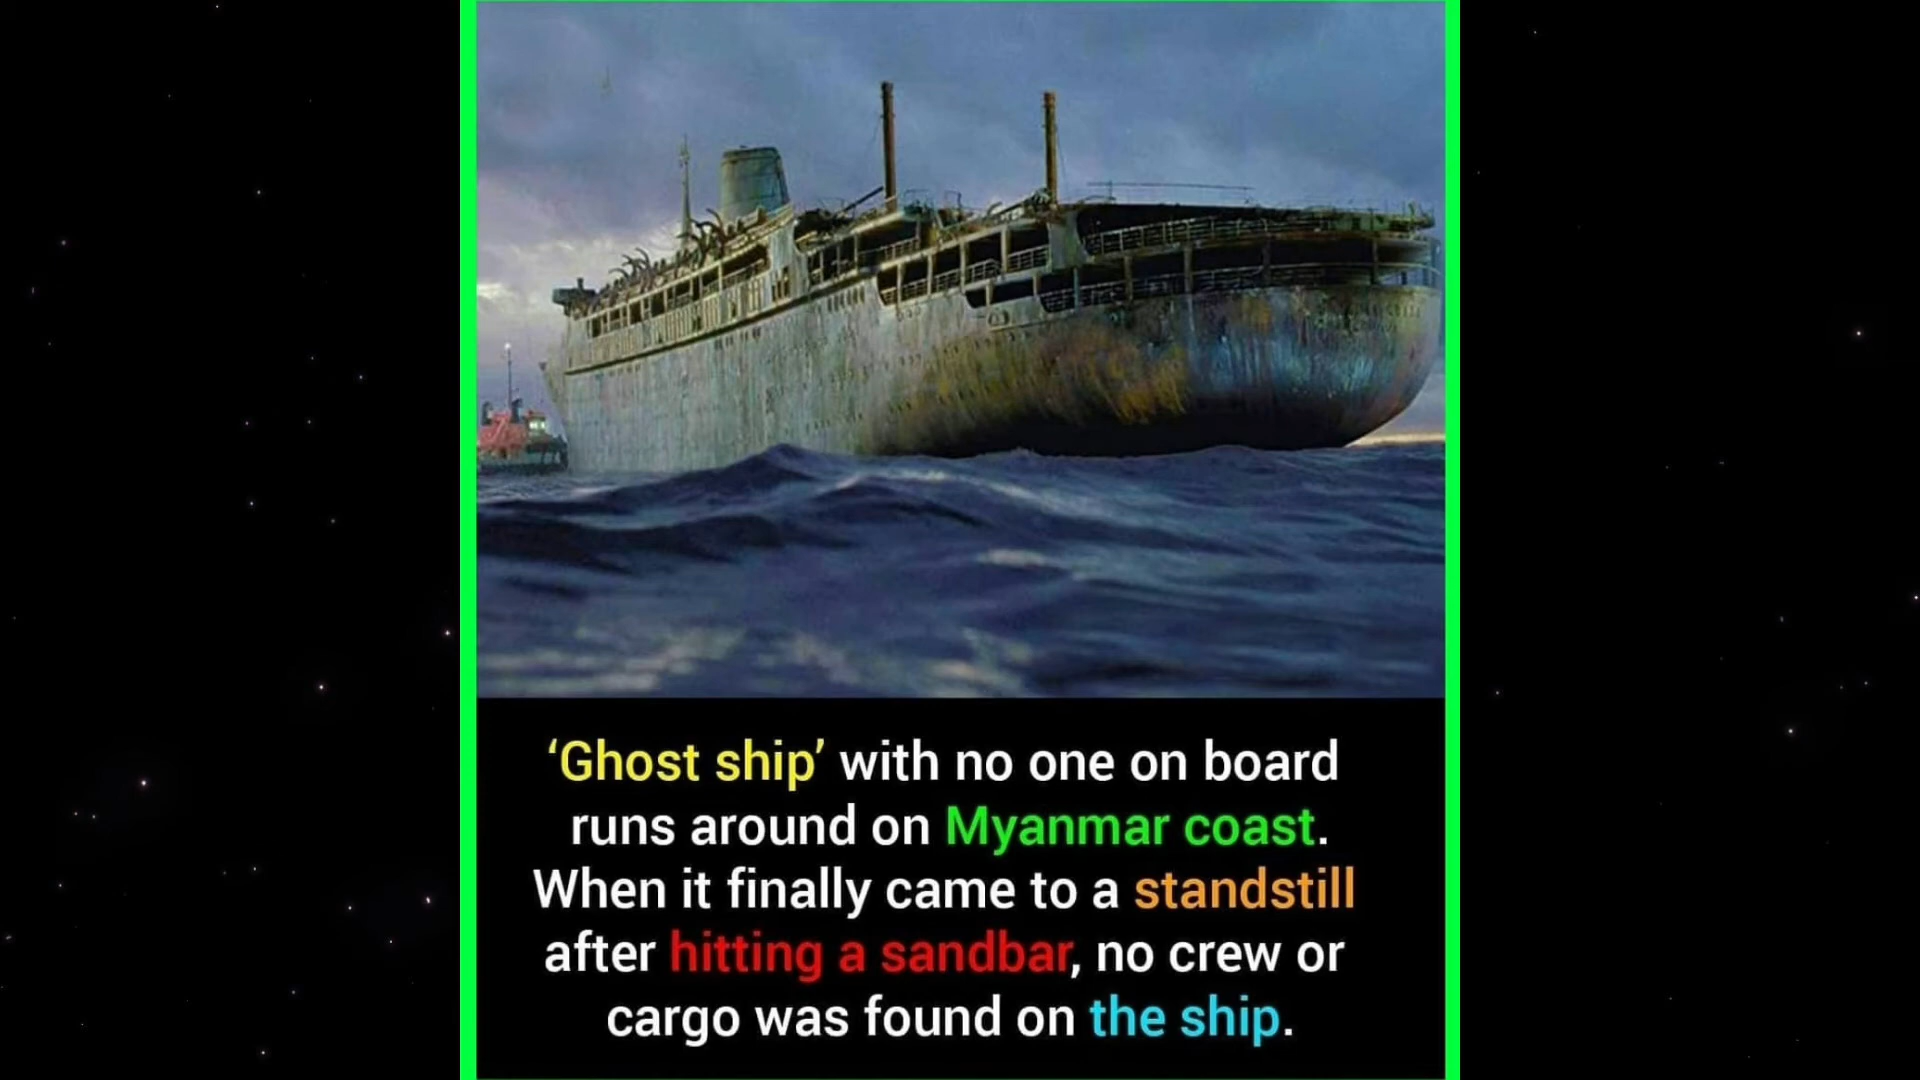 ‘Ghost ship’ with no one on board
runs around on Myanmar coast.
When it finally came to a standstill
after hitting a sandbar, no crew or
cargo was found on the ship.